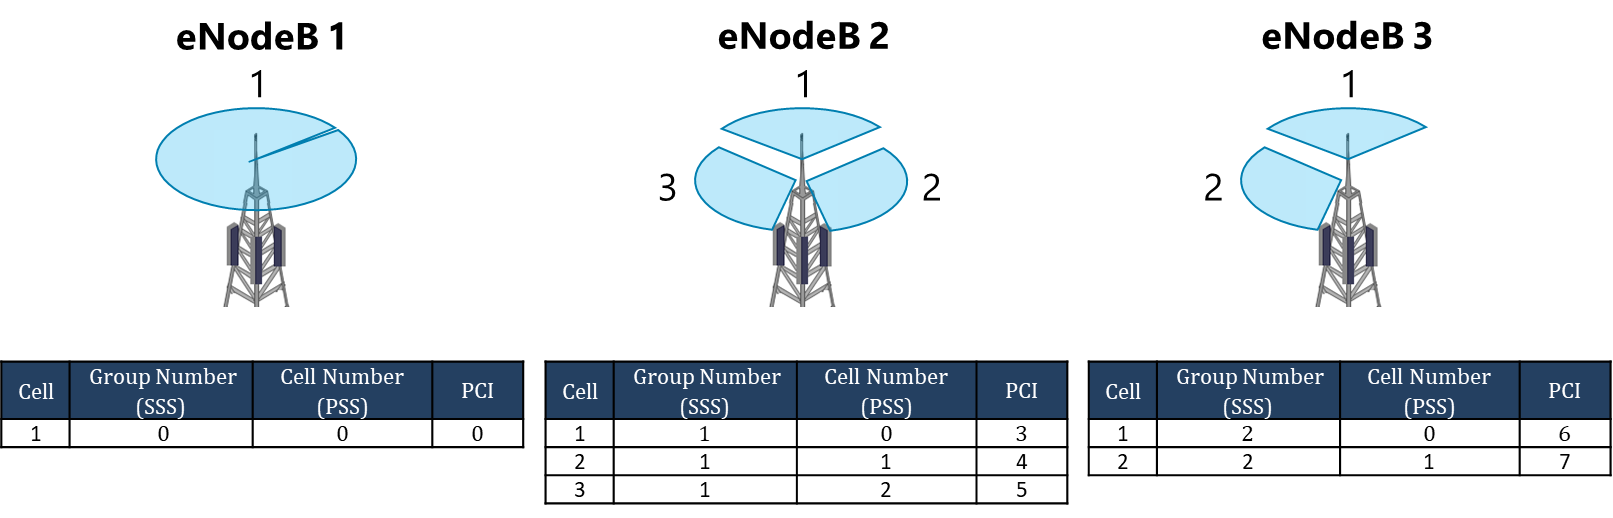 eNodeB 1
1
eNodeB 2
1
3
2
eNodeB 3
1
2
Cell Group Number (SSS) Cell Number (PSS) PCI
1 0 0 0
Cell Group Number (SSS) Cell Number (PSS) PCI
1 1 0 3
2 1 1 4
3 1 2 5
Cell Group Number (SSS) Cell Number (PSS) PCI
1 2 0 6
2 2 1 7